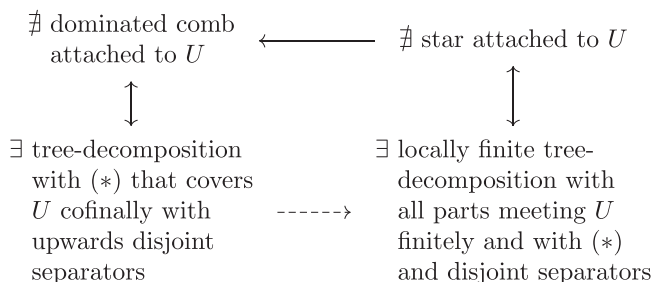 ∄ dominated comb
attached to U
∄ star attached to U
∃ tree-decomposition
with (∗) that covers
U cofinally with
upwards disjoint
separators
∃ locally finite tree-
decomposition with
all parts meeting U
finitely and with (∗)
and disjoint separators